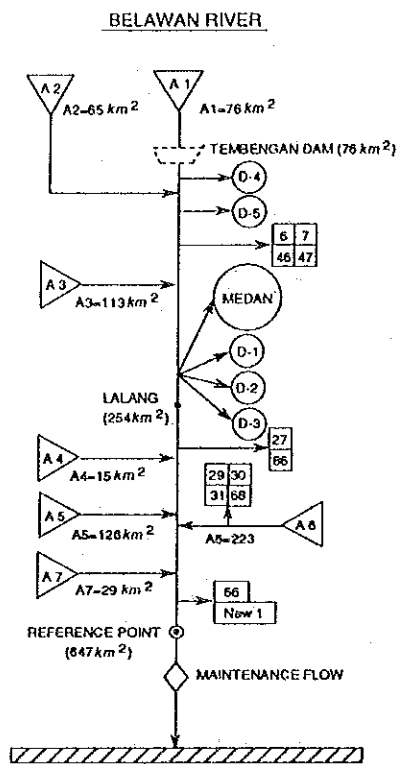 BELAWAN RIVER
A 2
A 1
A2=65 km²
A1=76 km²
TEMBENGAN DAM (76 km²)
D-4
D-5
6 7
46 47
A 3
A3=113 km²
MEDAN
D-1
D-2
D-3
LALANG
(254 km²)
27
66
A 4
A4=15 km²
29 30
31 68
A 5
A5=126 km²
A 6
A6=223
A 7
A7=29 km²
66
New 1
REFERENCE POINT
(647 km²)
MAINTENANCE FLOW